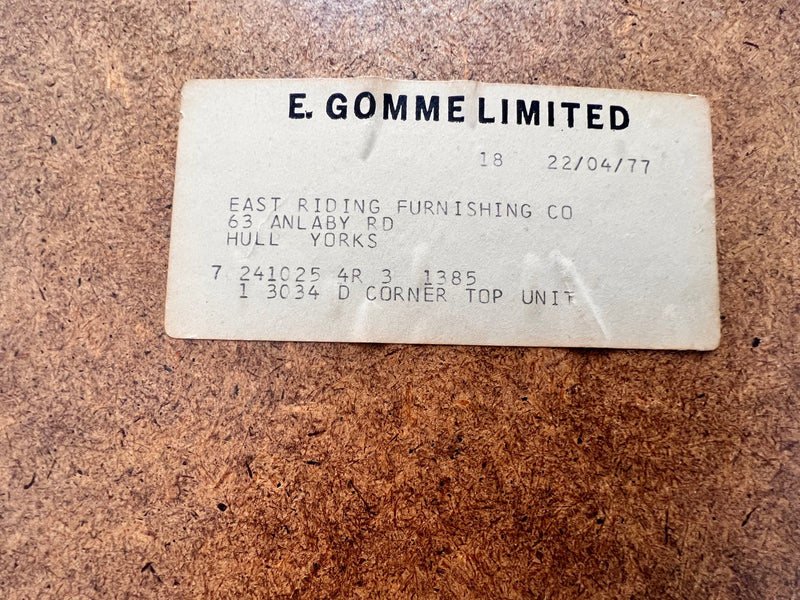 E. GOMME LIMITED
18 22/04/77
EAST RIDING FURNISHING CO
63 ANLABY RD
HULL YORKS
7 241025 4R 3 1385
1 3034 D CORNER TOP UNIT